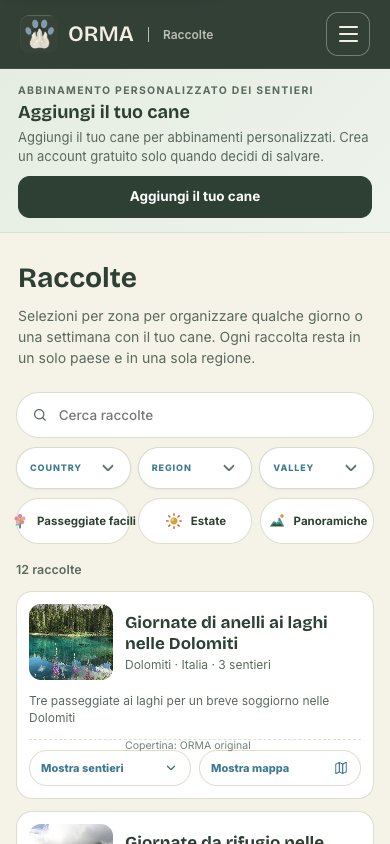 ORMA
Raccolte
ABBINAMENTO PERSONALIZZATO DEI SENTIERI
Aggiungi il tuo cane
Aggiungi il tuo cane per abbinamenti personalizzati. Crea
un account gratuito solo quando decidi di salvare.
Aggiungi il tuo cane
Raccolte
Selezioni per zona per organizzare qualche giorno o
una settimana con il tuo cane. Ogni raccolta resta in
un solo paese e in una sola regione.
Cerca raccolte
COUNTRY
REGION
VALLEY
Passeggiate facili
Estate
Panoramiche
12 raccolte
Giornate di anelli ai laghi
nelle Dolomiti
Dolomiti · Italia · 3 sentieri
Tre passeggiate ai laghi per un breve soggiorno nelle
Dolomiti
Copertina: ORMA original
Mostra sentieri
Mostra mappa
Giornate da rifugio nelle